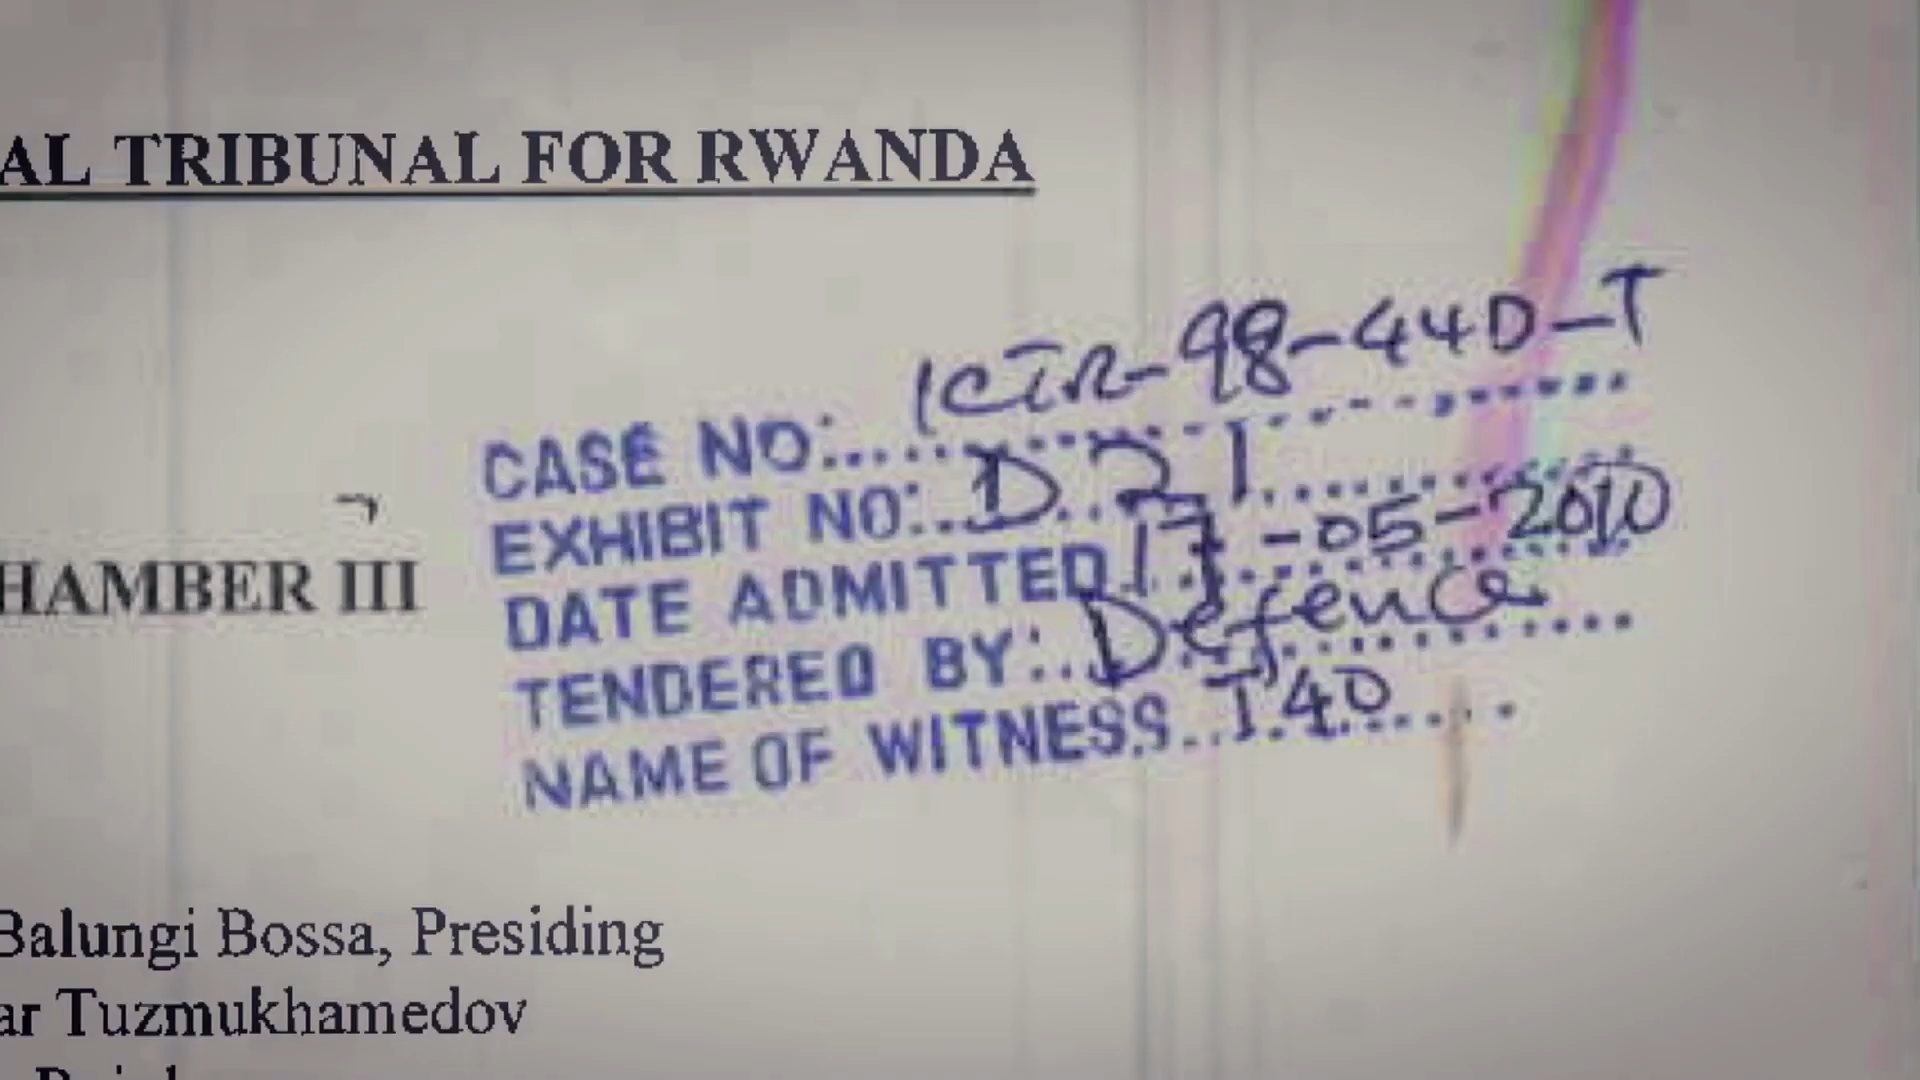 AL TRIBUNAL FOR RWANDA
CASE NO: ICTR-98-44D-T
EXHIBIT NO: D21
DATE ADMITTED 17-05-2010
TENDERED BY: Defence
NAME OF WITNESS T40
HAMBER III
Balungi Bossa, Presiding
ar Tuzmukhamedov